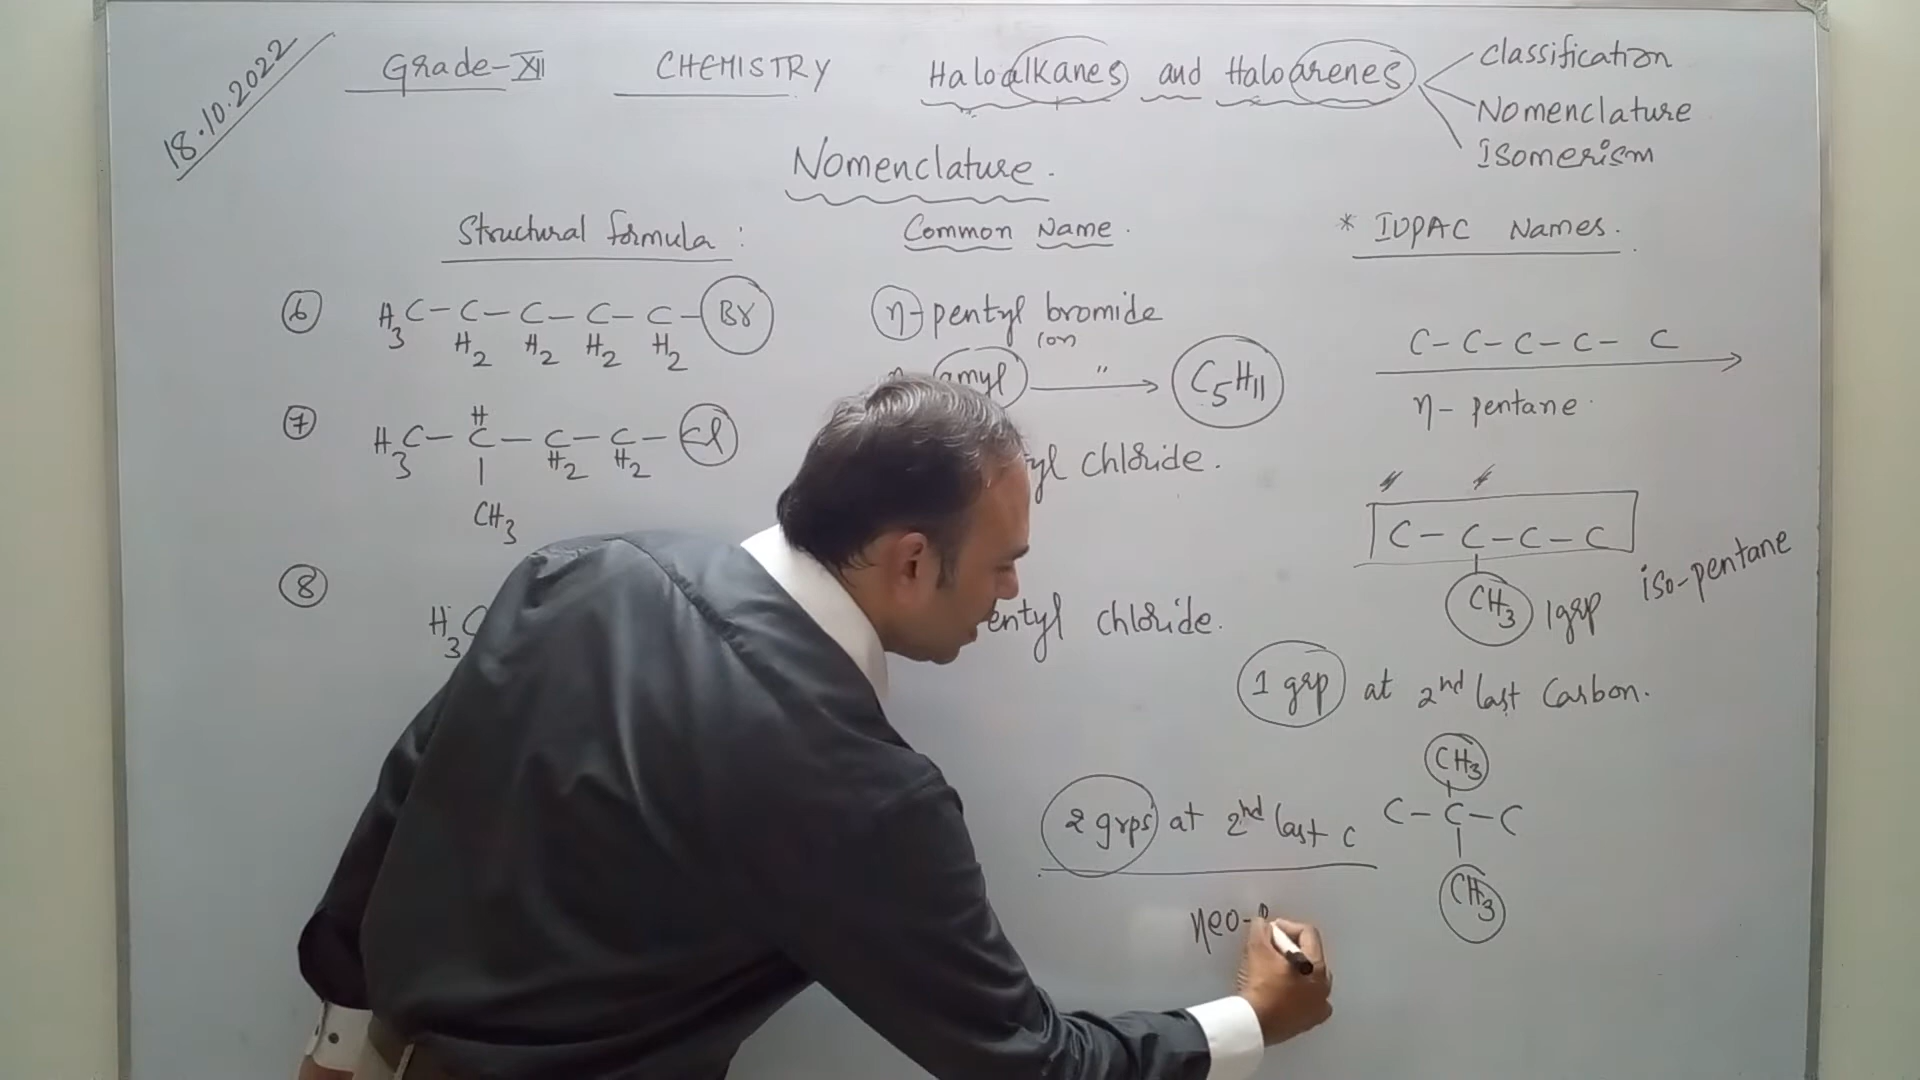 18.10.2022
Grade-XII CHEMISTRY Haloalkanes and Haloarenes
Classification
Nomenclature
Isomerism
Nomenclature.
Structural formula : Common Name. * IUPAC Names.
6 H3C-C-C-C-C-Br
H2 H2 H2 H2
n-pentyl bromide
(or)
amyl " C5H11
C-C-C-C-C
n-pentane.
7 H
H3C-C-C-C-Cl
H2 H2
CH3
yl chloride.
C-C-C-C
CH3 1grp iso-pentane
8 H3C
entyl chloride.
1 grp at 2nd last Carbon.
CH3
2 grps at 2nd last C C-C-C
CH3
neo-